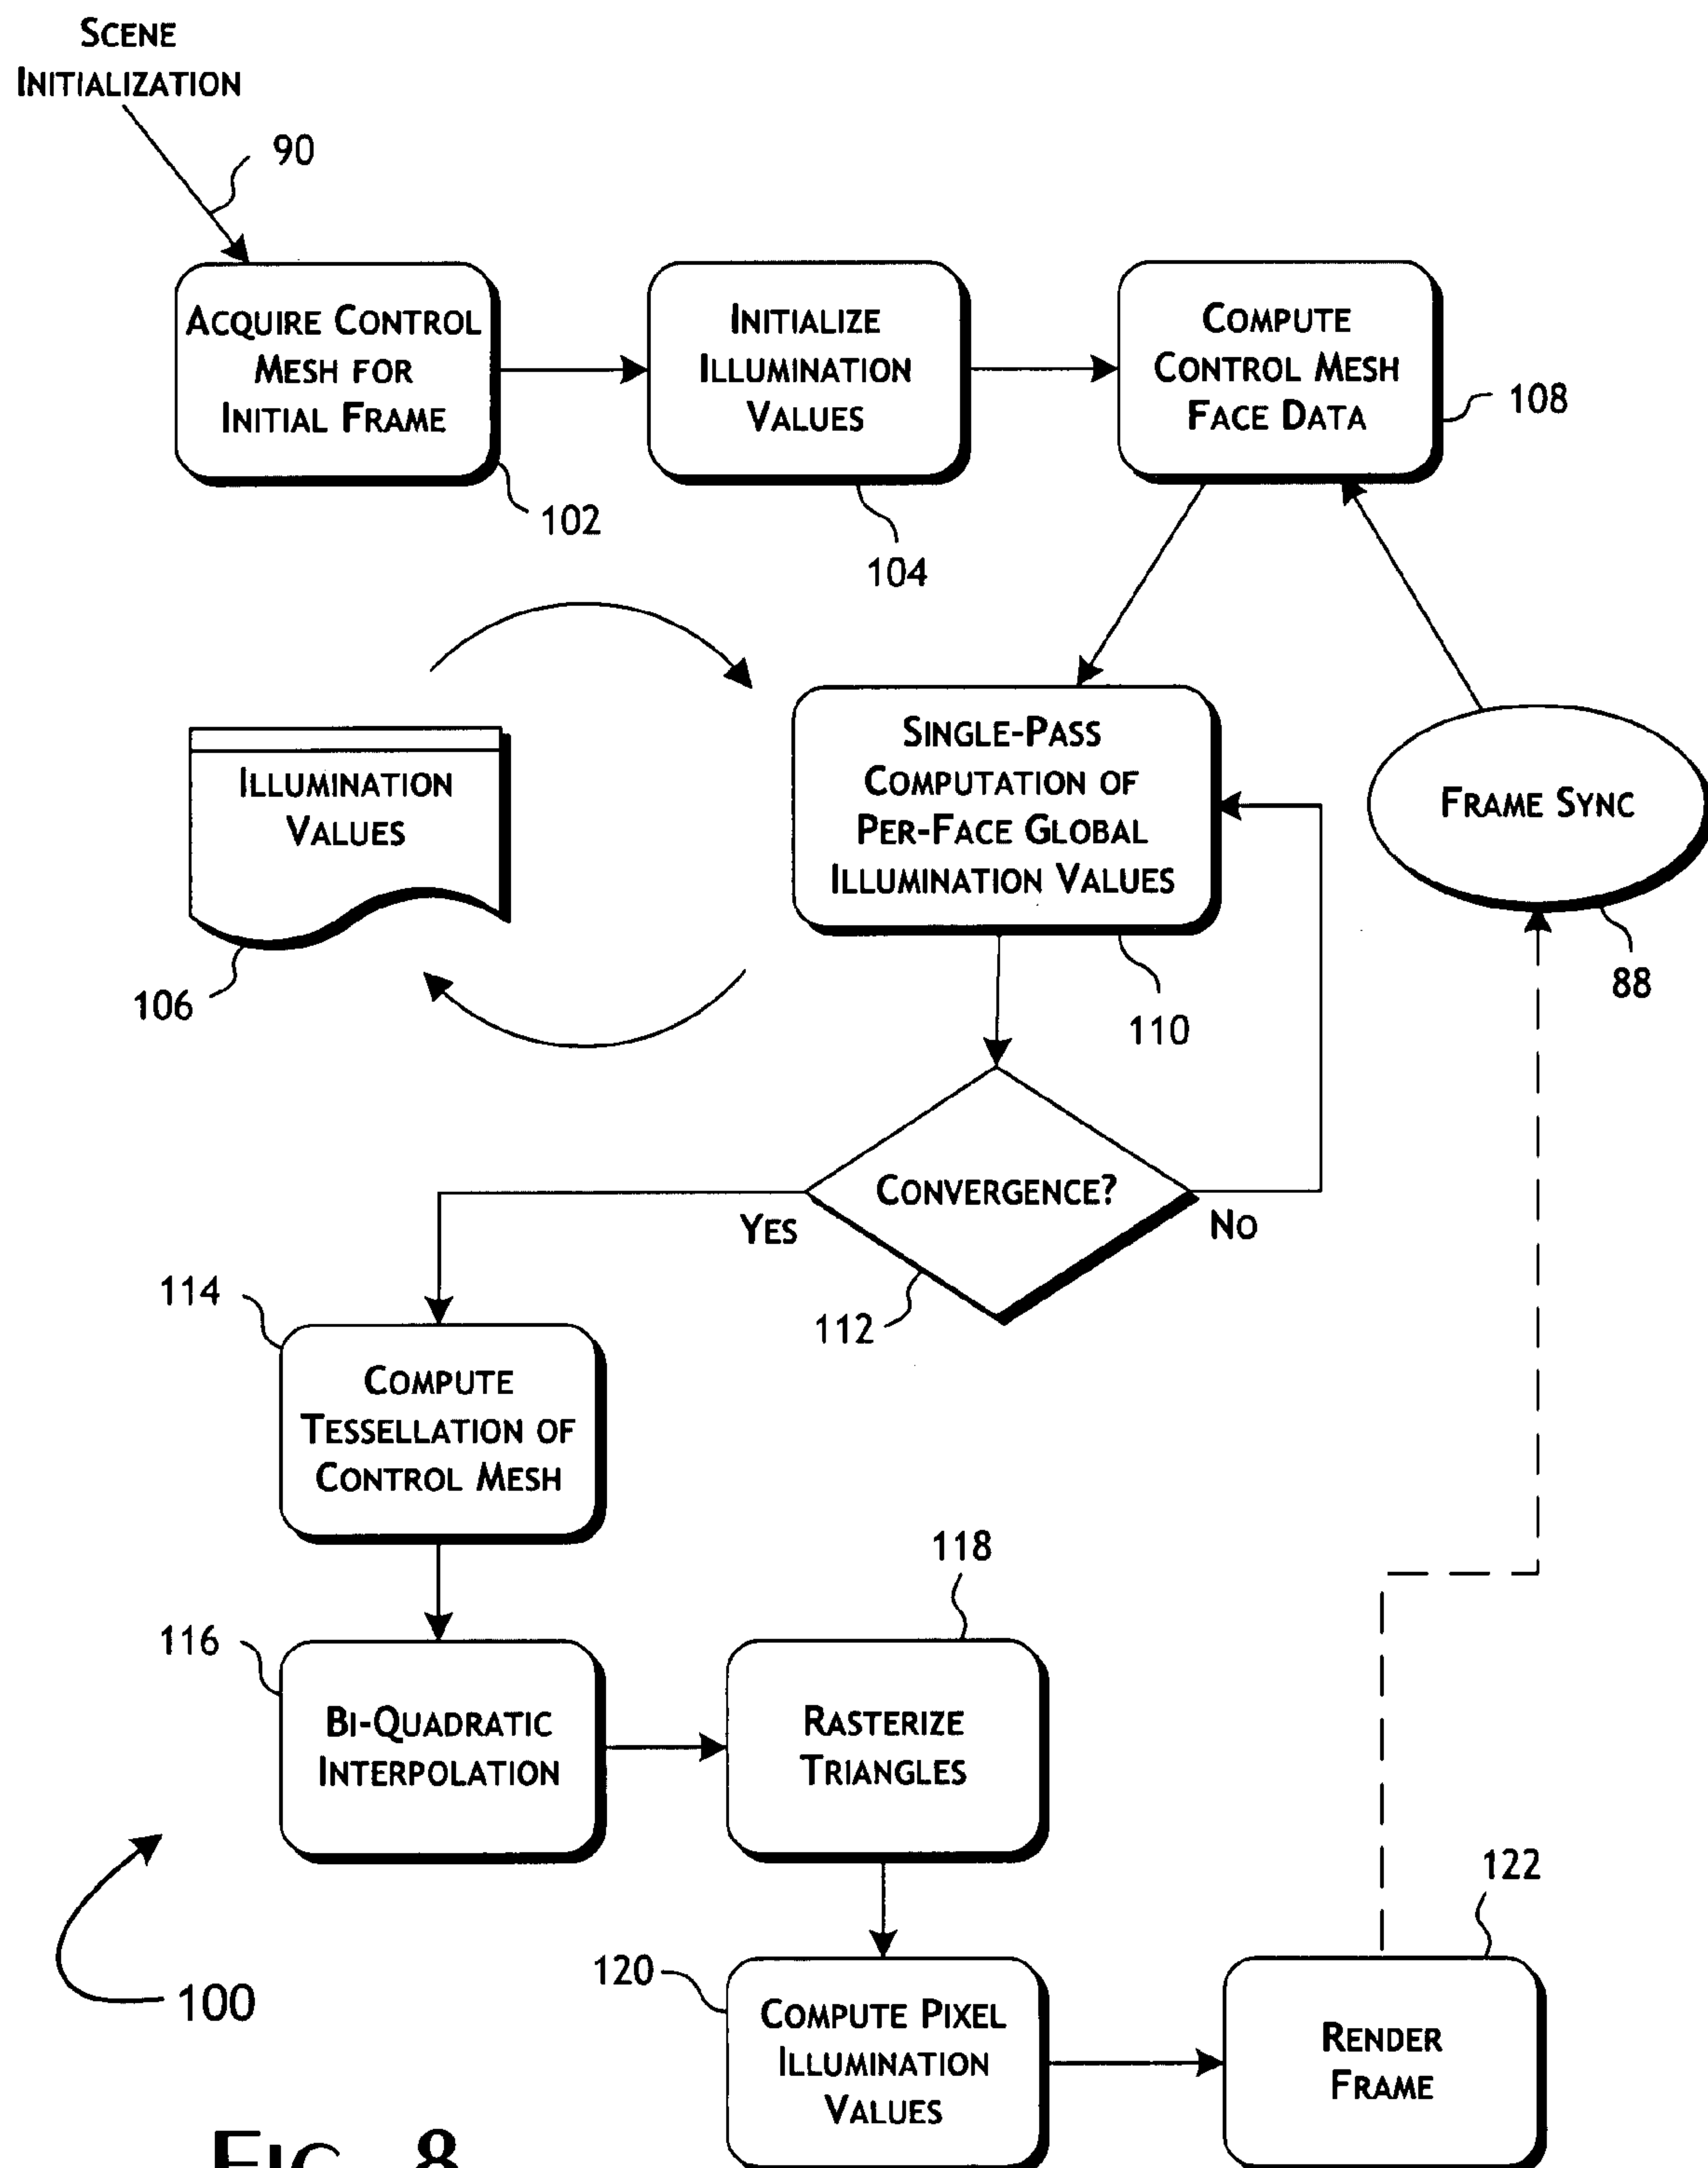 SCENE
INITIALIZATION
90
ACQUIRE CONTROL
MESH FOR
INITIAL FRAME
102
INITIALIZE
ILLUMINATION
VALUES
104
COMPUTE
CONTROL MESH
FACE DATA
108
ILLUMINATION
VALUES
106
SINGLE-PASS
COMPUTATION OF
PER-FACE GLOBAL
ILLUMINATION VALUES
110
FRAME SYNC
88
CONVERGENCE?
YES
NO
112
114
COMPUTE
TESSELLATION OF
CONTROL MESH
116
BI-QUADRATIC
INTERPOLATION
118
RASTERIZE
TRIANGLES
120
COMPUTE PIXEL
ILLUMINATION
VALUES
122
RENDER
FRAME
100
FIG. 8